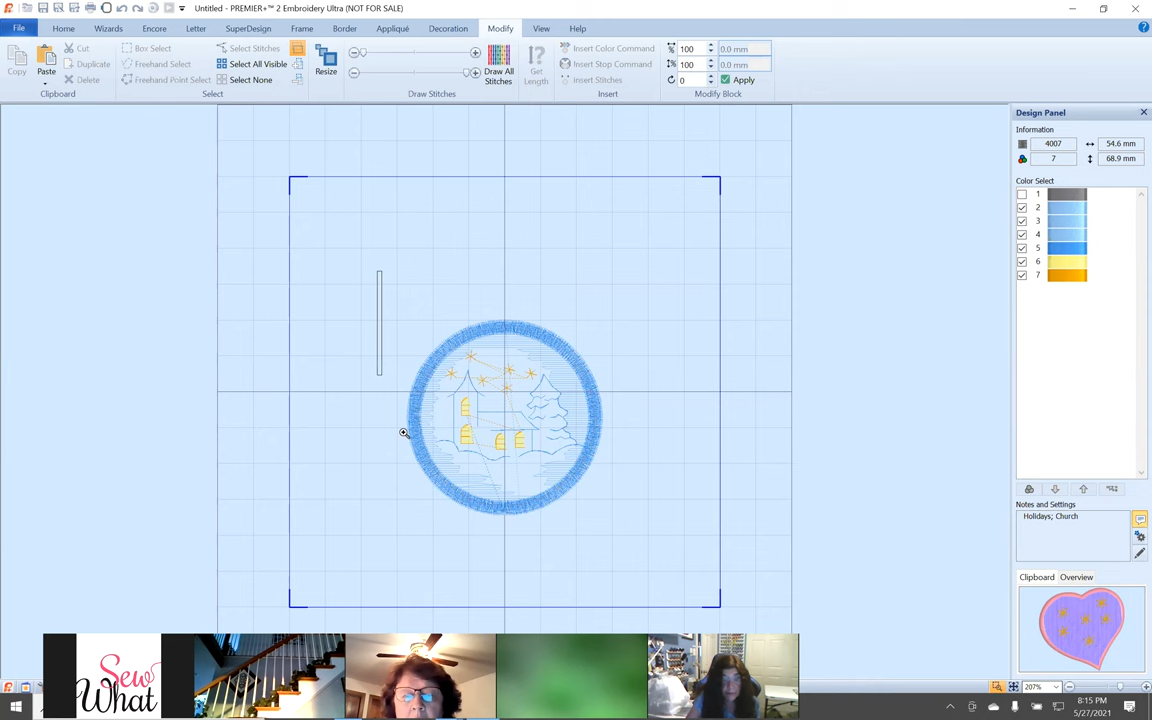 Untitled - PREMIER+™ 2 Embroidery Ultra (NOT FOR SALE)
File Home Wizards Encore Letter SuperDesign Frame Border Appliqué Decoration Modify View Help
Copy Paste Cut Duplicate Delete
Clipboard
Box Select Freehand Select Freehand Point Select
Select Stitches Select All Visible Select None
Select
Resize
Draw All Stitches
Draw Stitches
Get Length
Insert Color Command
Insert Stop Command
Insert Stitches
Insert
100 0.0 mm
100 0.0 mm
0 Apply
Modify Block
Design Panel
Information
4007 54.6 mm
7 68.9 mm
Color Select
1
2
3
4
5
6
7
Notes and Settings
Holidays; Church
Clipboard Overview
Sew What
207%
8:15 PM
5/27/2021